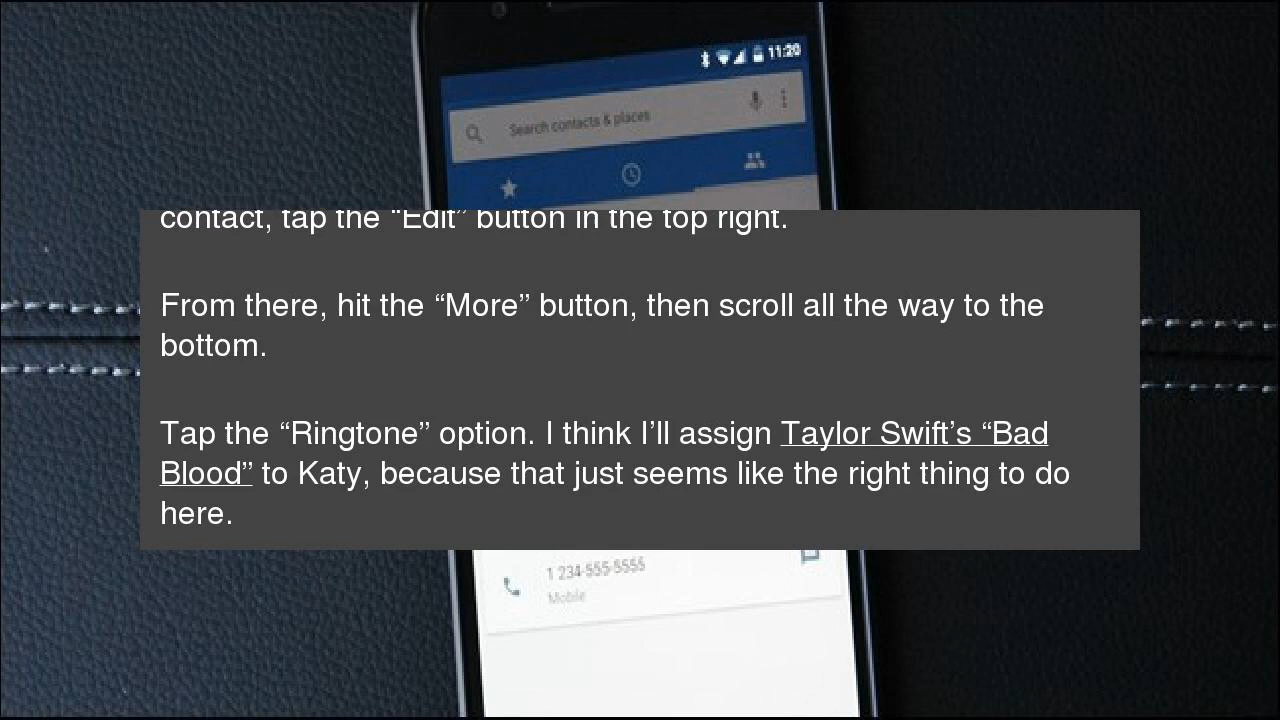 11:20
Search contacts & places
contact, tap the “Edit” button in the top right.
From there, hit the “More” button, then scroll all the way to the
bottom.
Tap the “Ringtone” option. I think I’ll assign Taylor Swift’s “Bad
Blood” to Katy, because that just seems like the right thing to do
here.
1 234-555-5555
Mobile